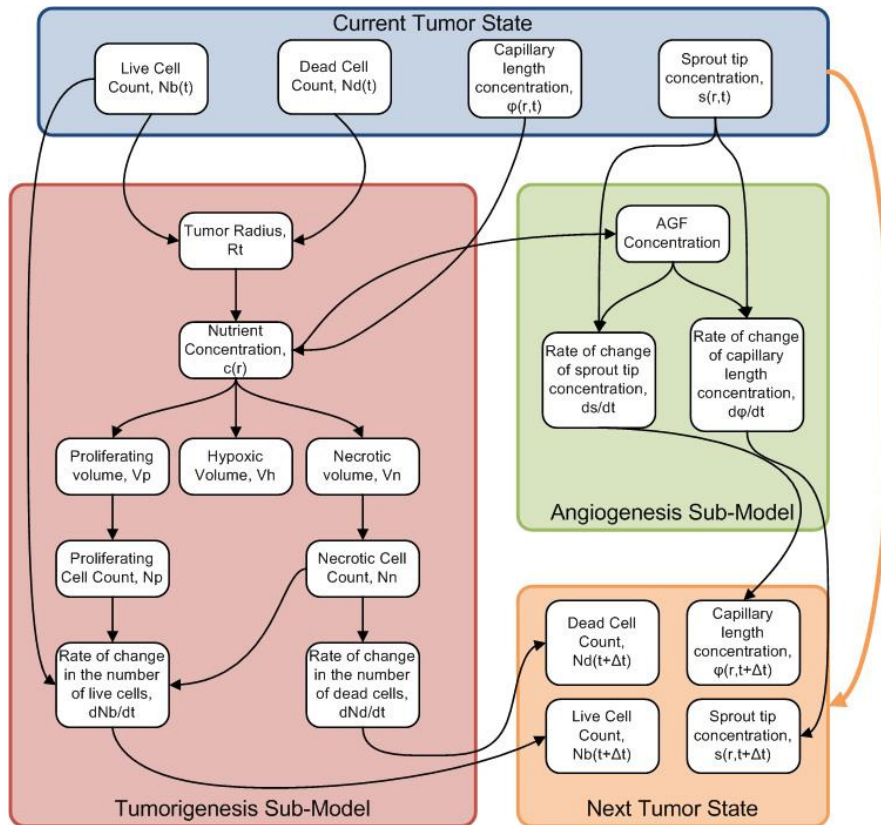 Current Tumor State
Live Cell
Count, Nb(t)
Dead Cell
Count, Nd(t)
Capillary
length
concentration,
φ(r,t)
Sprout tip
concentration,
s(r,t)
Tumor Radius,
Rt
Nutrient
Concentration,
c(r)
Proliferating
volume, Vp
Hypoxic
Volume, Vh
Necrotic
volume, Vn
Proliferating
Cell Count, Np
Necrotic Cell
Count, Nn
Rate of change
in the number
of live cells,
dNb/dt
Rate of change
in the number
of dead cells,
dNd/dt
Tumorigenesis Sub-Model
AGF
Concentration
Rate of change
of sprout tip
concentration,
ds/dt
Rate of change
of capillary
length
concentration,
dφ/dt
Angiogenesis Sub-Model
Dead Cell
Count,
Nd(t+Δt)
Capillary
length
concentration,
φ(r,t+Δt)
Live Cell
Count,
Nb(t+Δt)
Sprout tip
concentration,
s(r,t+Δt)
Next Tumor State